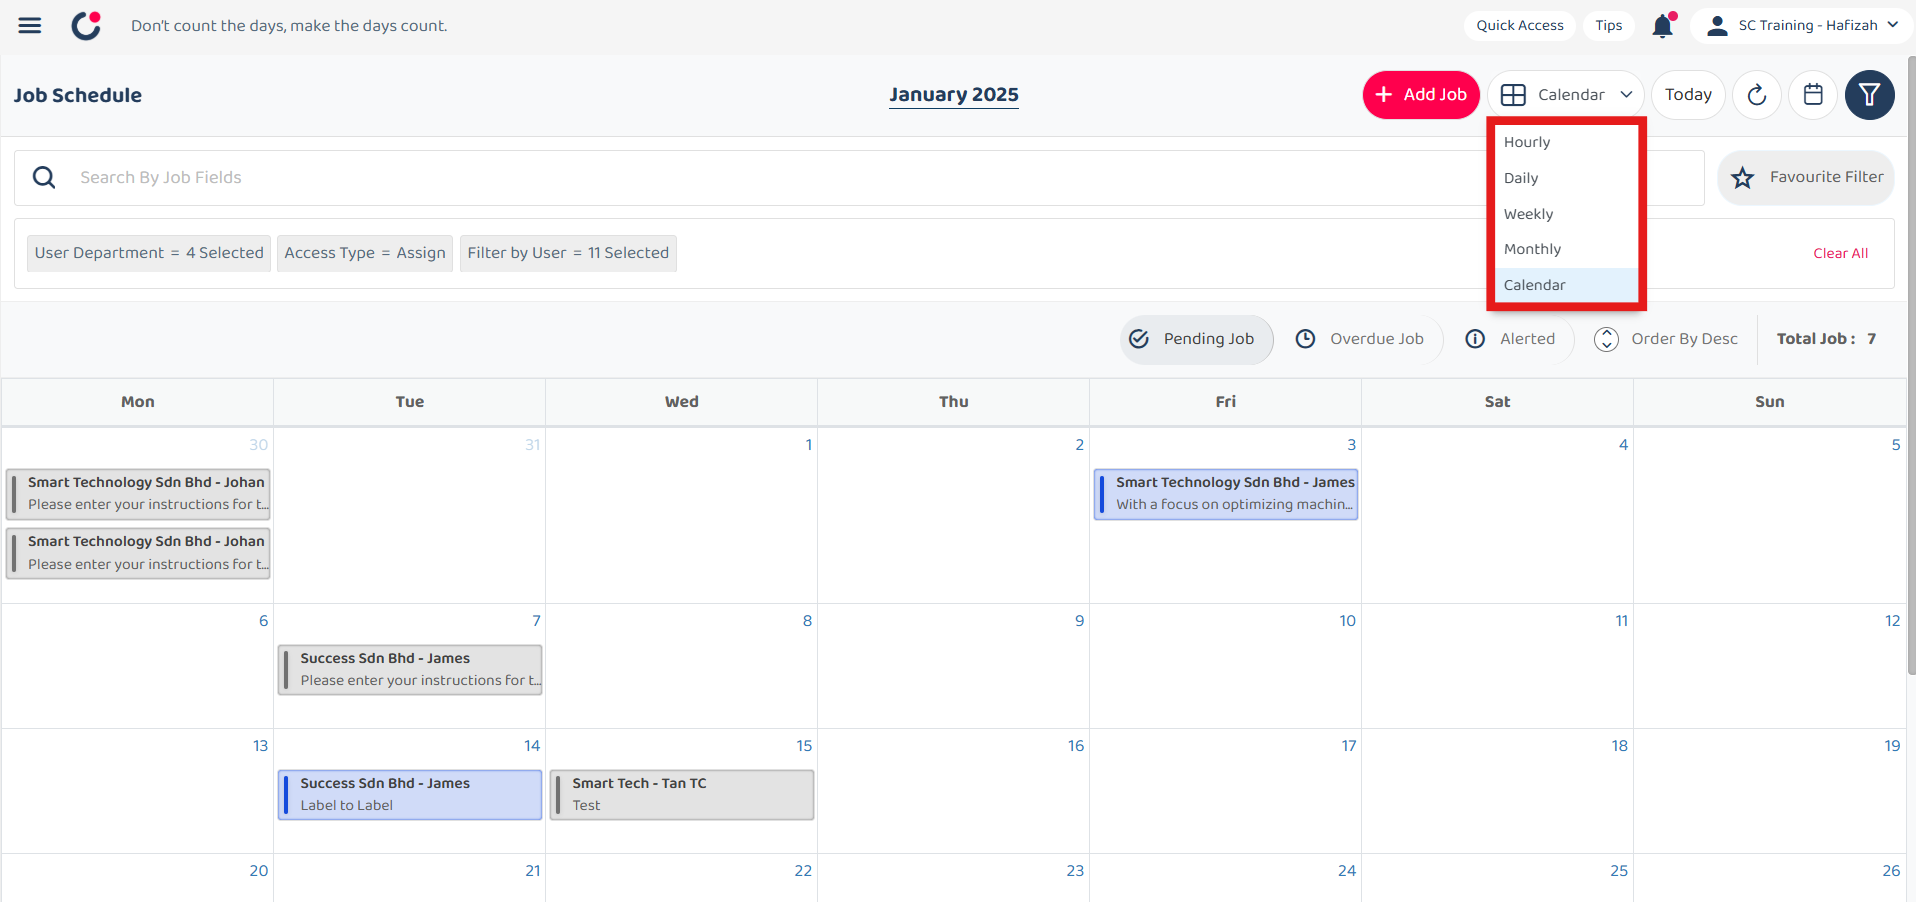 Don't count the days, make the days count.
Quick Access
Tips
SC Training - Hafizah
Job Schedule
January 2025
+ Add Job
Calendar
Today
Hourly
Daily
Weekly
Monthly
Calendar
Search By Job Fields
Favourite Filter
User Department = 4 Selected
Access Type = Assign
Filter by User = 11 Selected
Clear All
Pending Job
Overdue Job
Alerted
Order By Desc
Total Job : 7
Mon Tue Wed Thu Fri Sat Sun
30 31 1 2 3 4 5
Smart Technology Sdn Bhd - Johan
Please enter your instructions for t...
Smart Technology Sdn Bhd - Johan
Please enter your instructions for t...
Smart Technology Sdn Bhd - James
With a focus on optimizing machin...
6 7 8 9 10 11 12
Success Sdn Bhd - James
Please enter your instructions for t...
13 14 15 16 17 18 19
Success Sdn Bhd - James
Label to Label
Smart Tech - Tan TC
Test
20 21 22 23 24 25 26